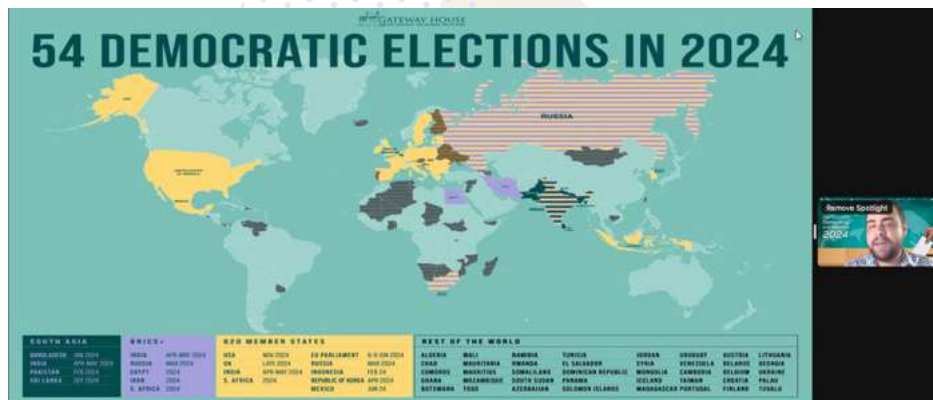 GATEWAY HOUSE
54 DEMOCRATIC ELECTIONS IN 2024
RUSSIA
Remove Spotlight
2024
SOUTH ASIA
BANGLADESH JAN 2024
INDIA APR-MAY 2024
PAKISTAN FEB 2024
SRI LANKA SEP 2024
BRICS+
INDIA APR-MAY 2024
RUSSIA MAR 2024
EGYPT 2024
IRAN 2024
S. AFRICA 2024
G20 MEMBER STATES
USA NOV 2024 EU PARLIAMENT 6-9 JUN 2024
UK LATE 2024 RUSSIA MAR 2024
INDIA APR-MAY 2024 INDONESIA FEB 24
S. AFRICA 2024 REPUBLIC OF KOREA APR 2024
MEXICO JUN 24
REST OF THE WORLD
ALGERIA MALI NAMIBIA TUNISIA JORDAN URUGUAY AUSTRIA LITHUANIA
CHAD MAURITANIA RWANDA EL SALVADOR SYRIA VENEZUELA BELARUS GEORGIA
COMOROS MAURITIUS SOMALILAND DOMINICAN REPUBLIC MONGOLIA CAMBODIA BELGIUM UKRAINE
GHANA MOZAMBIQUE SOUTH SUDAN PANAMA ICELAND TAIWAN CROATIA PALAU
BOTSWANA TOGO AZERBAIJAN SOLOMON ISLANDS MADAGASCAR PORTUGAL FINLAND TUVALU